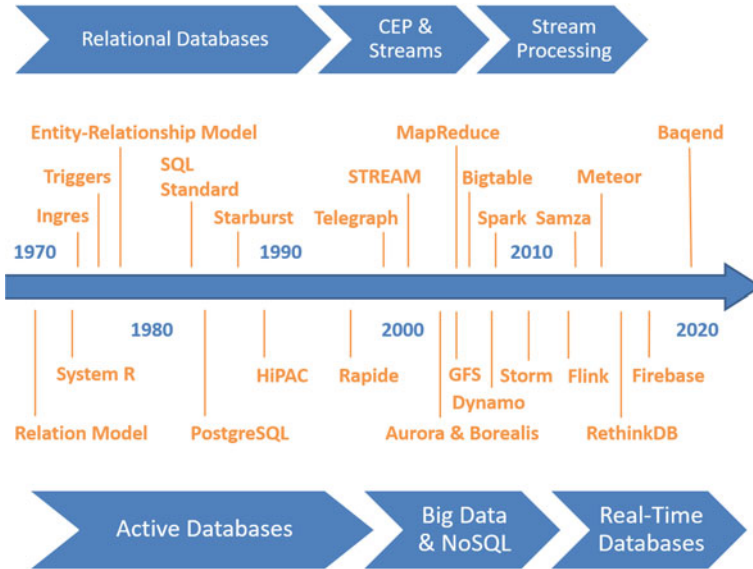 Relational Databases
CEP &
Streams
Stream
Processing
Entity-Relationship Model
MapReduce
Baqend
Triggers
SQL
Standard
STREAM
Bigtable
Meteor
Ingres
Starburst
Telegraph
Spark
Samza
1970
1990
2010
1980
2000
2020
System R
HiPAC
Rapide
GFS
Storm
Flink
Firebase
Dynamo
Relation Model
PostgreSQL
Aurora & Borealis
RethinkDB
Active Databases
Big Data
& NoSQL
Real-Time
Databases